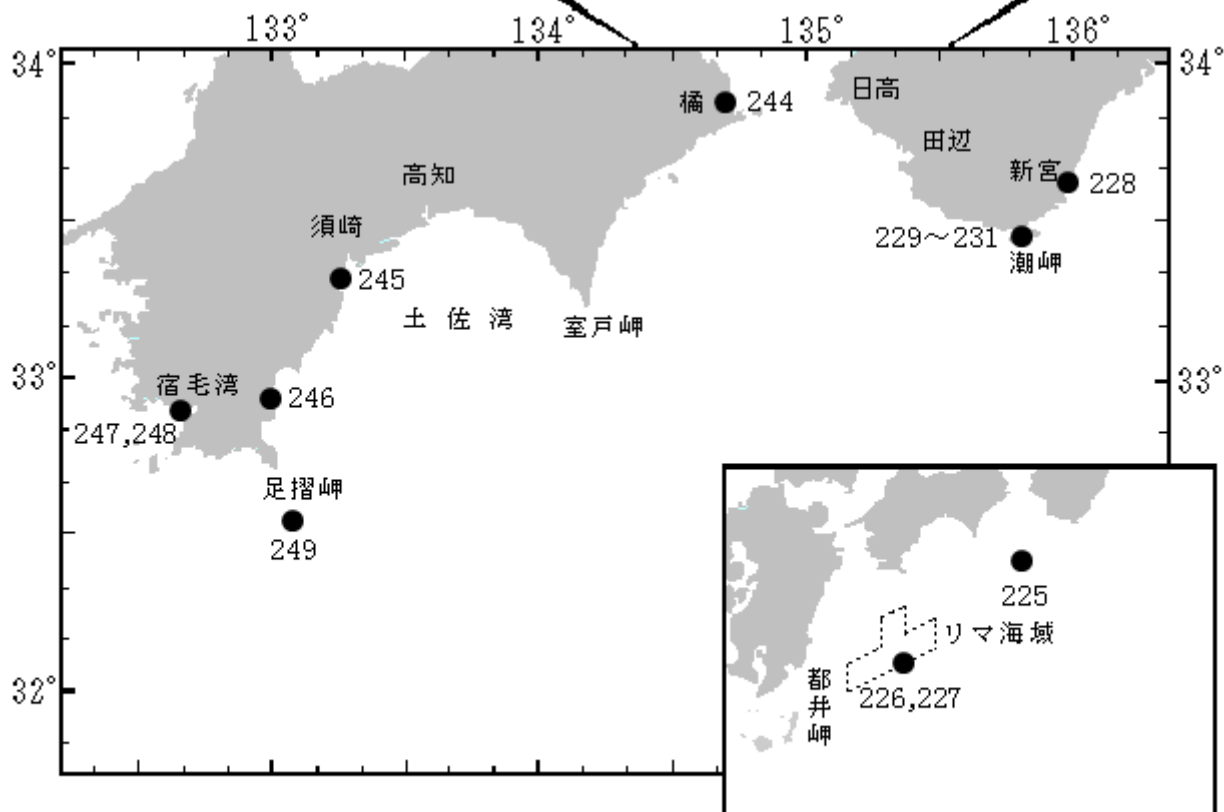 133°
134°
135°
136°
34°
34°
日高
橘
244
田辺
新宮
228
高知
須崎
229～231
潮岬
245
土佐湾
室戸岬
33°
33°
宿毛湾
246
247,248
足摺岬
249
225
リマ海域
都井岬
226,227
32°